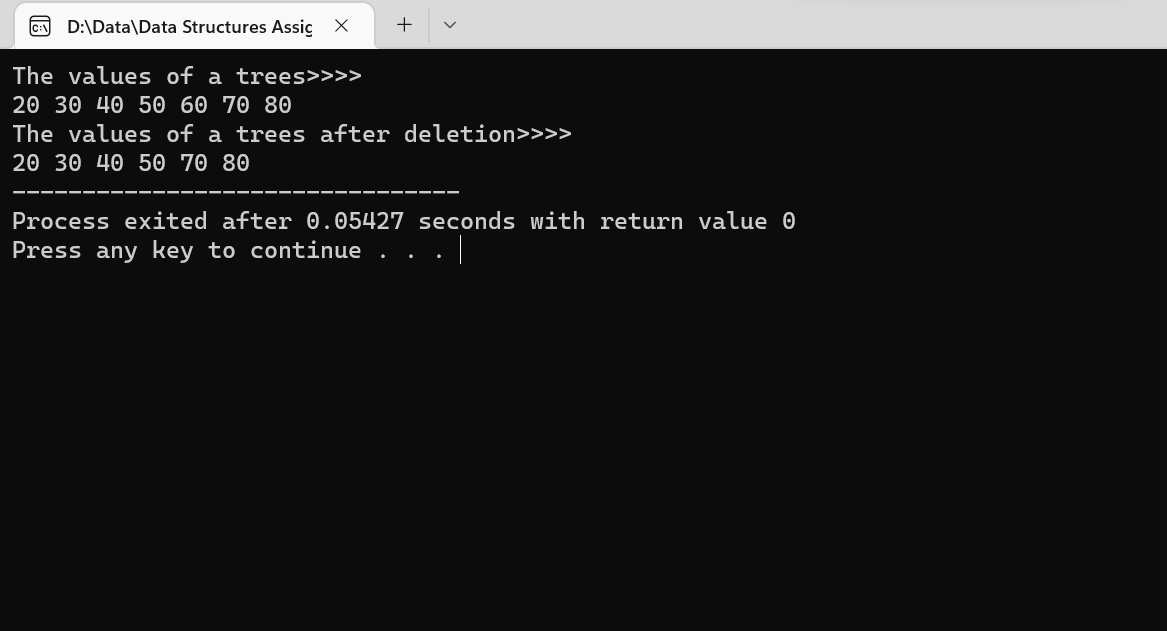 D:\Data\Data Structures Assig
The values of a trees>>>>
20 30 40 50 60 70 80
The values of a trees after deletion>>>>
20 30 40 50 70 80
--------------------------------
Process exited after 0.05427 seconds with return value 0
Press any key to continue . . .